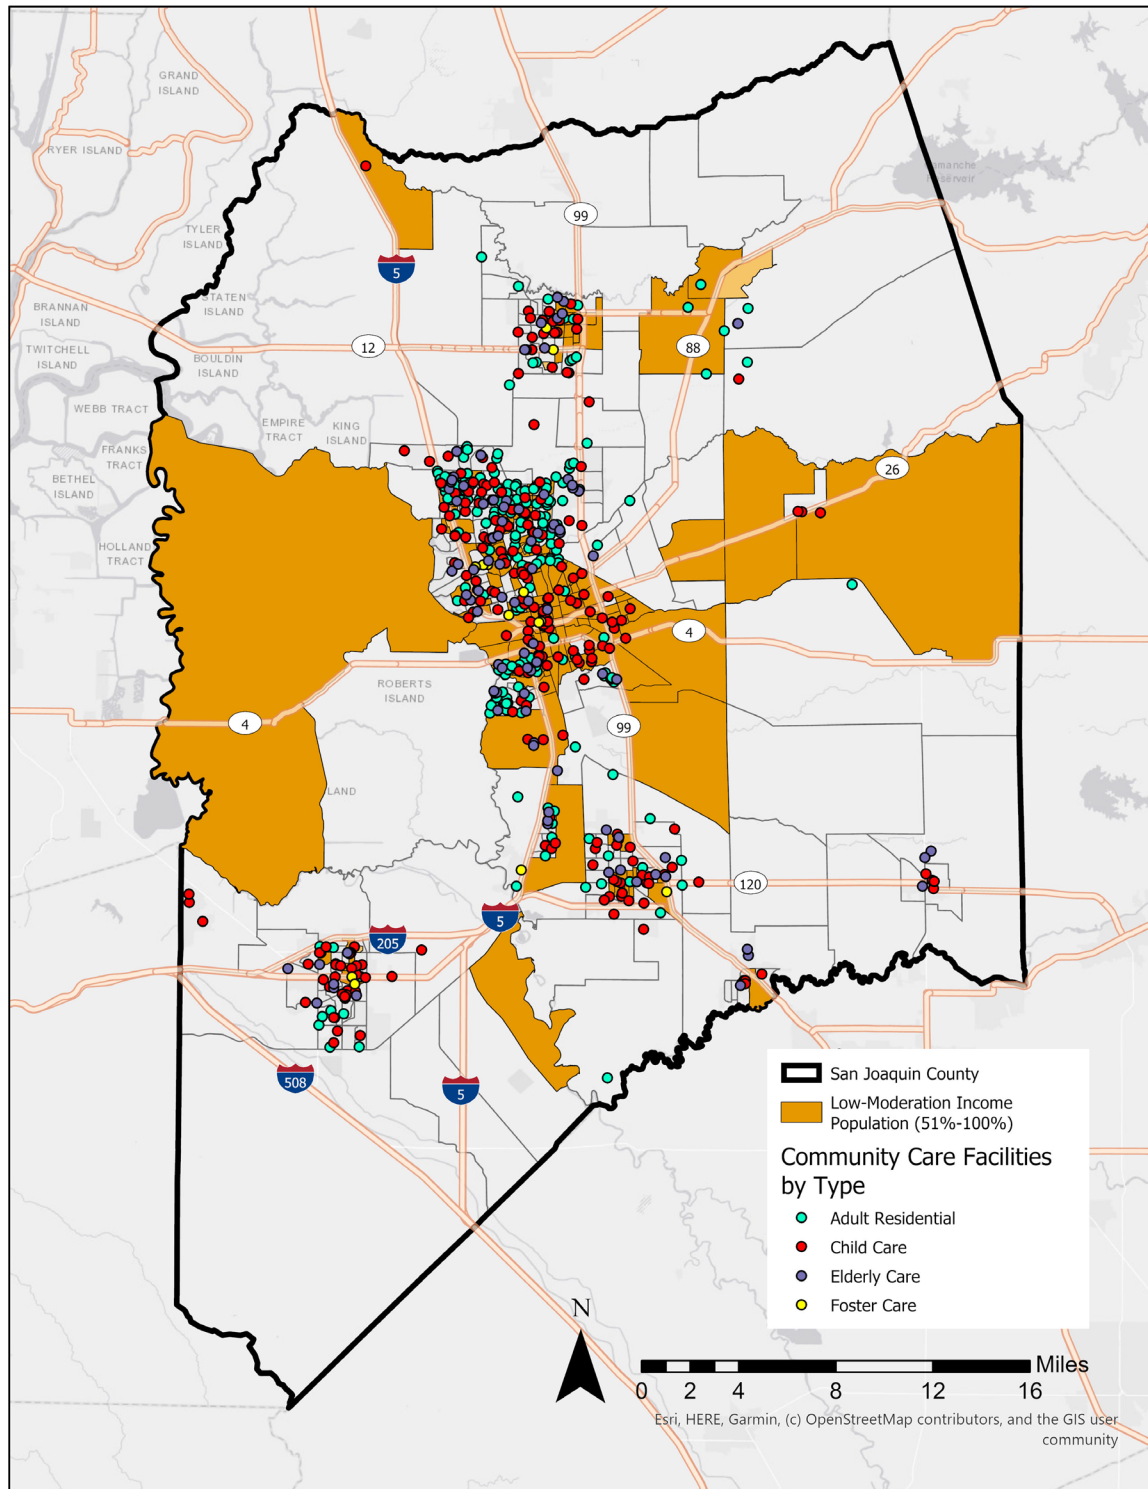 GRAND
ISLAND
RYER ISLAND
TYLER
ISLAND
99
5
STATEN
ISLAND
BRANNAN
ISLAND
12
88
TWITCHELL
ISLAND
BOULDIN
ISLAND
WEBB TRACT
EMPIRE
TRACT
KING
ISLAND
FRANKS
TRACT
26
BETHEL
ISLAND
HOLLAND
TRACT
4
ROBERTS
ISLAND
4
99
LAND
120
5
205
508
5
San Joaquin County
Low-Moderation Income
Population (51%-100%)
Community Care Facilities
by Type
Adult Residential
Child Care
Elderly Care
Foster Care
N
Miles
0 2 4 8 12 16
Esri, HERE, Garmin, (c) OpenStreetMap contributors, and the GIS user
community